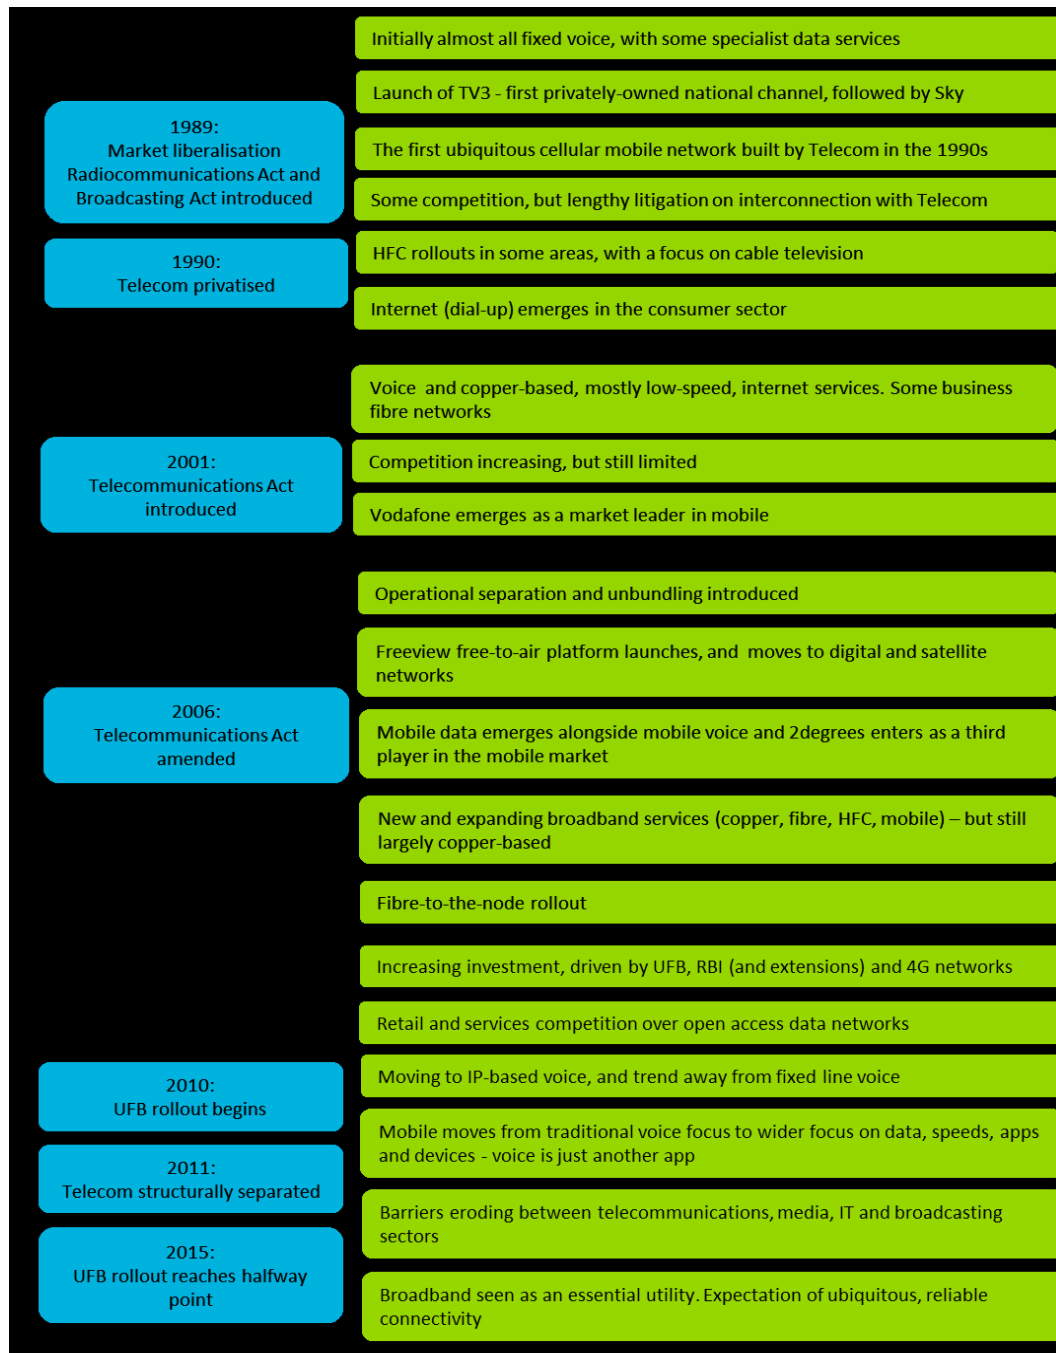 Initially almost all fixed voice, with some specialist data services
Launch of TV3 - first privately-owned national channel, followed by Sky
1989:
Market liberalisation
Radiocommunications Act and
Broadcasting Act introduced
The first ubiquitous cellular mobile network built by Telecom in the 1990s
Some competition, but lengthy litigation on interconnection with Telecom
1990:
Telecom privatised
HFC rollouts in some areas, with a focus on cable television
Internet (dial-up) emerges in the consumer sector
Voice and copper-based, mostly low-speed, internet services. Some business
fibre networks
2001:
Telecommunications Act
introduced
Competition increasing, but still limited
Vodafone emerges as a market leader in mobile
Operational separation and unbundling introduced
Freeview free-to-air platform launches, and moves to digital and satellite
networks
2006:
Telecommunications Act
amended
Mobile data emerges alongside mobile voice and 2degrees enters as a third
player in the mobile market
New and expanding broadband services (copper, fibre, HFC, mobile) – but still
largely copper-based
Fibre-to-the-node rollout
Increasing investment, driven by UFB, RBI (and extensions) and 4G networks
Retail and services competition over open access data networks
2010:
UFB rollout begins
Moving to IP-based voice, and trend away from fixed line voice
Mobile moves from traditional voice focus to wider focus on data, speeds, apps
and devices - voice is just another app
2011:
Telecom structurally separated
Barriers eroding between telecommunications, media, IT and broadcasting
sectors
2015:
UFB rollout reaches halfway
point
Broadband seen as an essential utility. Expectation of ubiquitous, reliable
connectivity